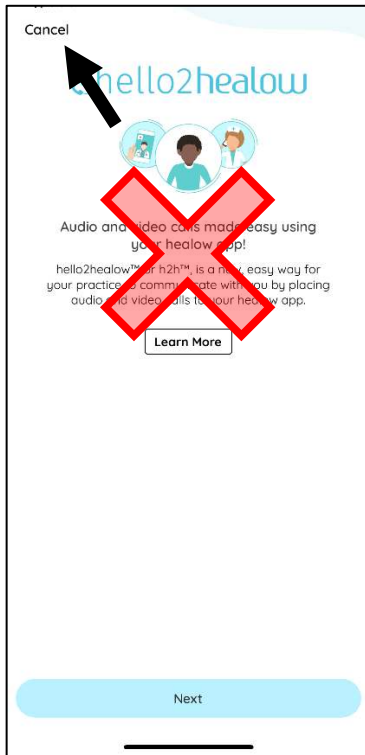 Cancel
hello2healow
Audio and video calls made easy using
your healow app!
hello2healow™ or h2h™, is a new, easy way for
your practice to communicate with you by placing
audio and video calls to your healow app.
Learn More
Next